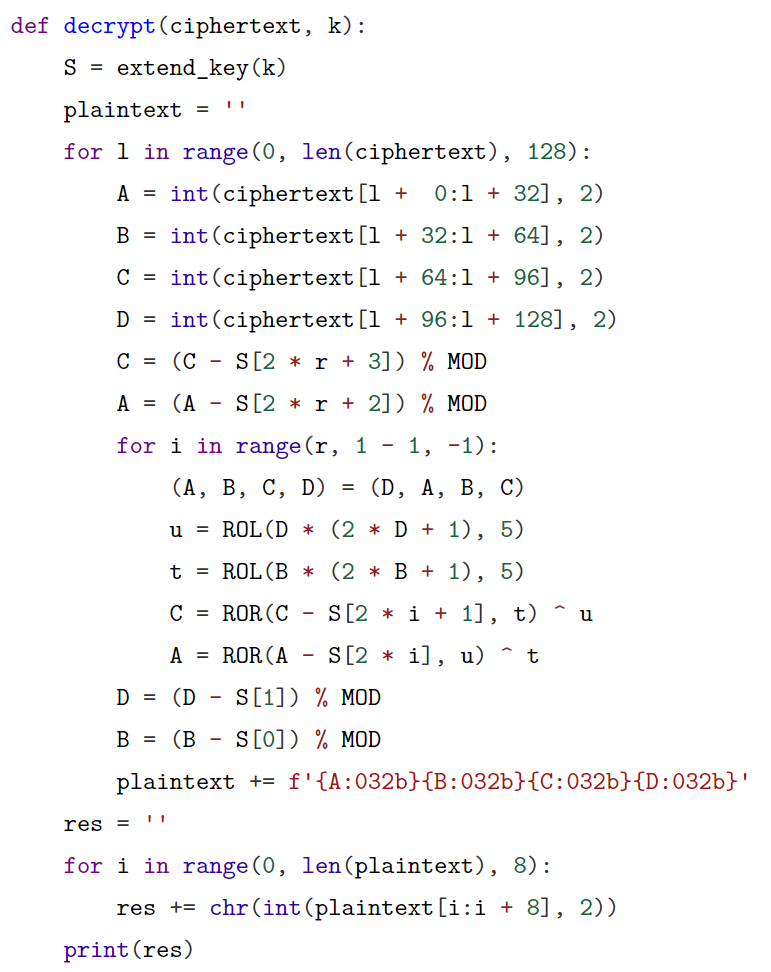 def decrypt(ciphertext, k):
    S = extend_key(k)
    plaintext = ''
    for l in range(0, len(ciphertext), 128):
        A = int(ciphertext[l +  0:l + 32], 2)
        B = int(ciphertext[l + 32:l + 64], 2)
        C = int(ciphertext[l + 64:l + 96], 2)
        D = int(ciphertext[l + 96:l + 128], 2)
        C = (C - S[2 * r + 3]) % MOD
        A = (A - S[2 * r + 2]) % MOD
        for i in range(r, 1 - 1, -1):
            (A, B, C, D) = (D, A, B, C)
            u = ROL(D * (2 * D + 1), 5)
            t = ROL(B * (2 * B + 1), 5)
            C = ROR(C - S[2 * i + 1], t) ^ u
            A = ROR(A - S[2 * i], u) ^ t
        D = (D - S[1]) % MOD
        B = (B - S[0]) % MOD
        plaintext += f'{A:032b}{B:032b}{C:032b}{D:032b}'
    res = ''
    for i in range(0, len(plaintext), 8):
        res += chr(int(plaintext[i:i + 8], 2))
    print(res)